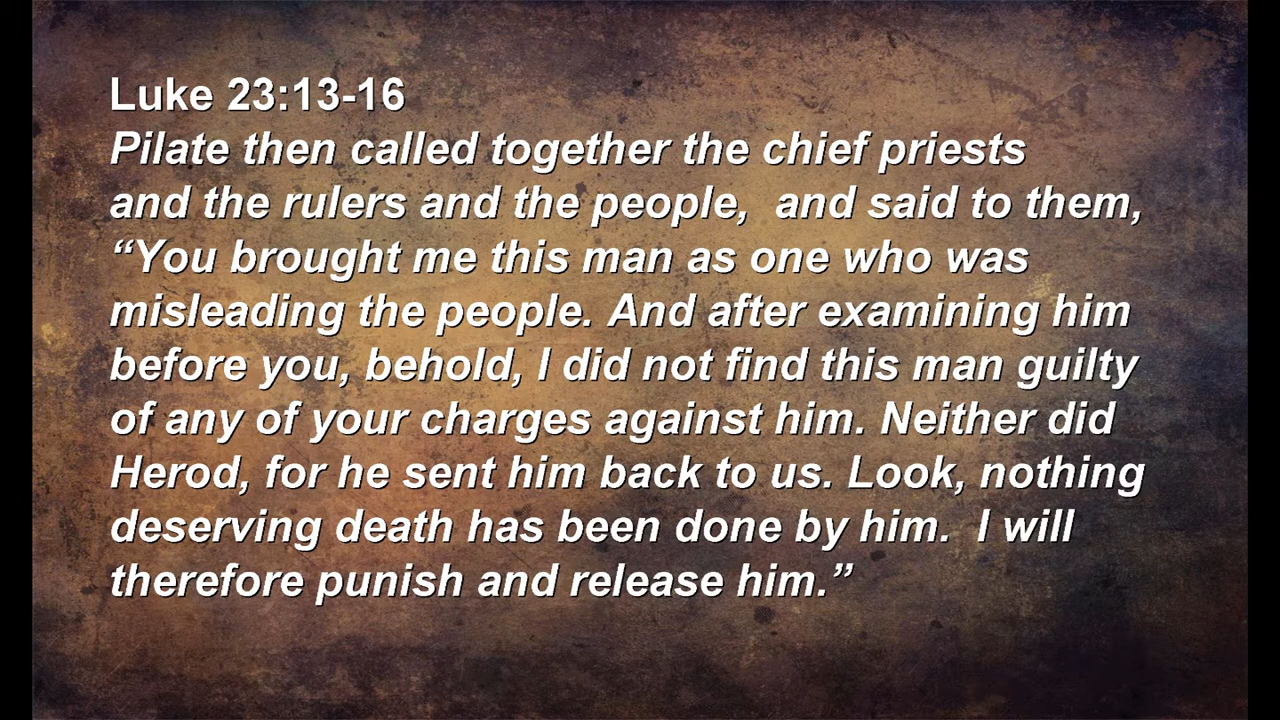 Luke 23:13-16
Pilate then called together the chief priests
and the rulers and the people,  and said to them,
“You brought me this man as one who was
misleading the people. And after examining him
before you, behold, I did not find this man guilty
of any of your charges against him. Neither did
Herod, for he sent him back to us. Look, nothing
deserving death has been done by him.  I will
therefore punish and release him.”